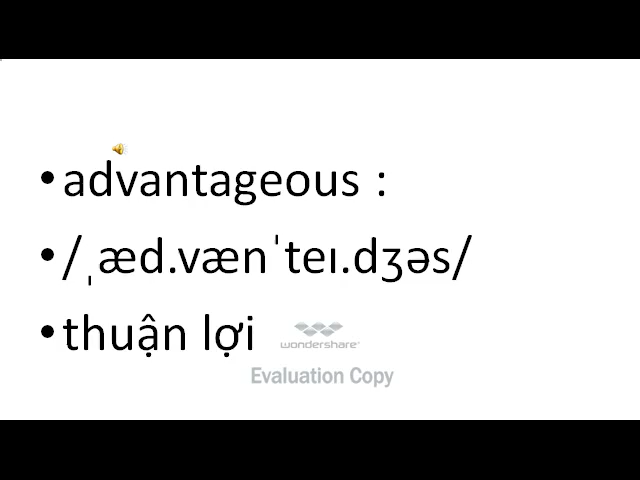 • advantageous :
• /ˌæd.vænˈteɪ.dʒəs/
• thuận lợi
wondershare
Evaluation Copy